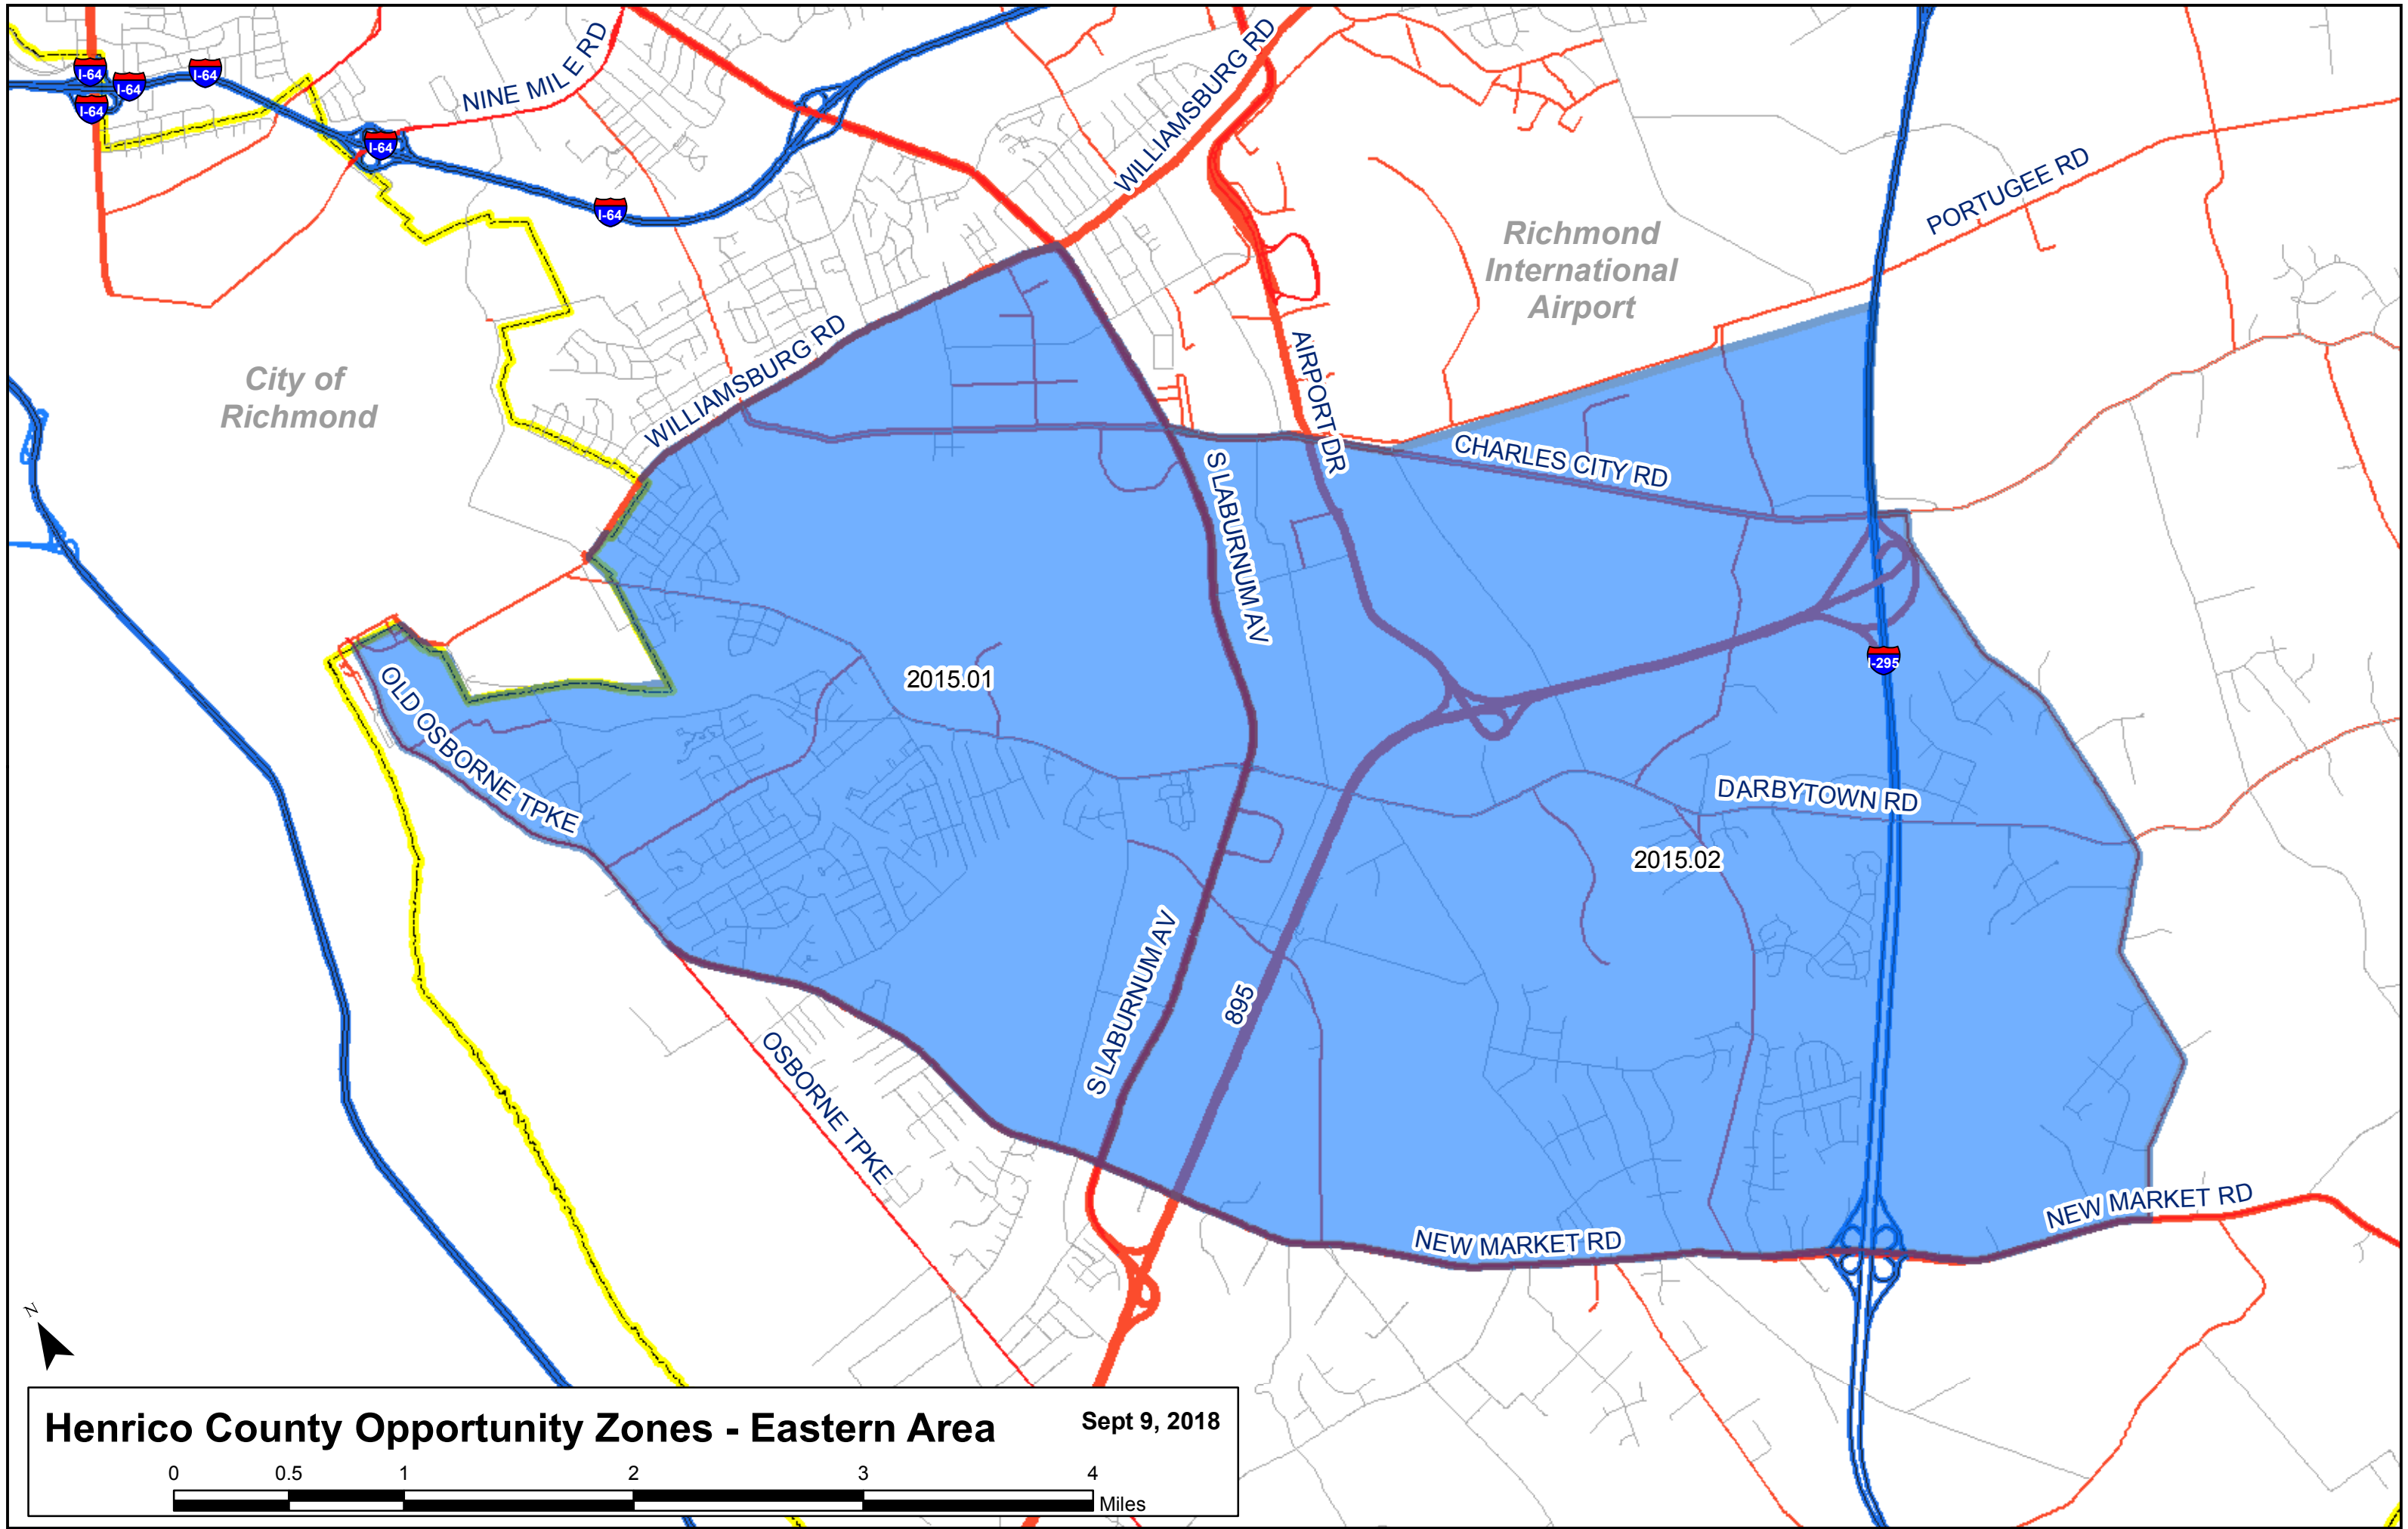 I-64
I-64
I-64
I-64
I-64
I-64
NINE MILE RD
WILLIAMSBURG RD
PORTUGEE RD
Richmond
International
Airport
City of
Richmond
WILLIAMSBURG RD
AIRPORT DR
CHARLES CITY RD
S LABURNUM AV
I-295
OLD OSBORNE TPKE
2015.01
DARBYTOWN RD
2015.02
S LABURNUM AV
895
OSBORNE TPKE
NEW MARKET RD
NEW MARKET RD
N
Henrico County Opportunity Zones - Eastern Area
Sept 9, 2018
0 0.5 1 2 3 4
Miles